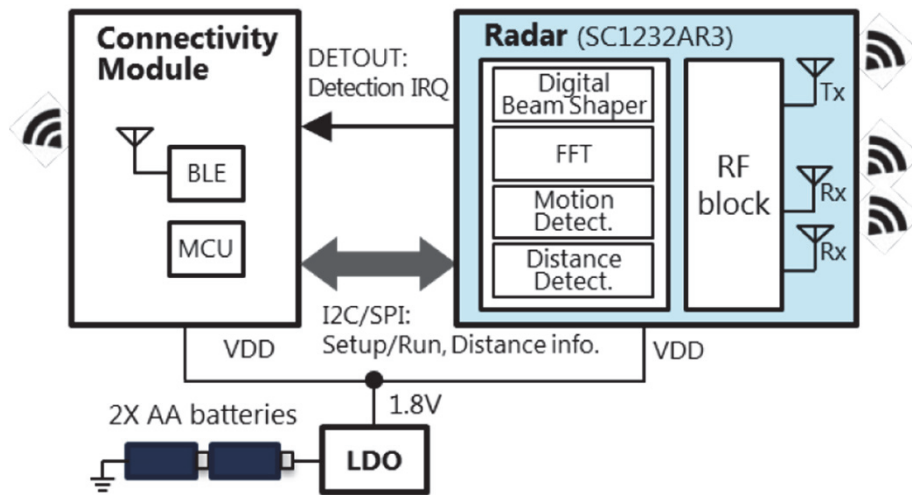 Connectivity
Module
BLE
MCU
DETOUT:
Detection IRQ
I2C/SPI:
Setup/Run, Distance info.
Radar (SC1232AR3)
Digital
Beam Shaper
FFT
Motion
Detect.
Distance
Detect.
RF
block
Tx
Rx
Rx
VDD
VDD
1.8V
2X AA batteries
LDO